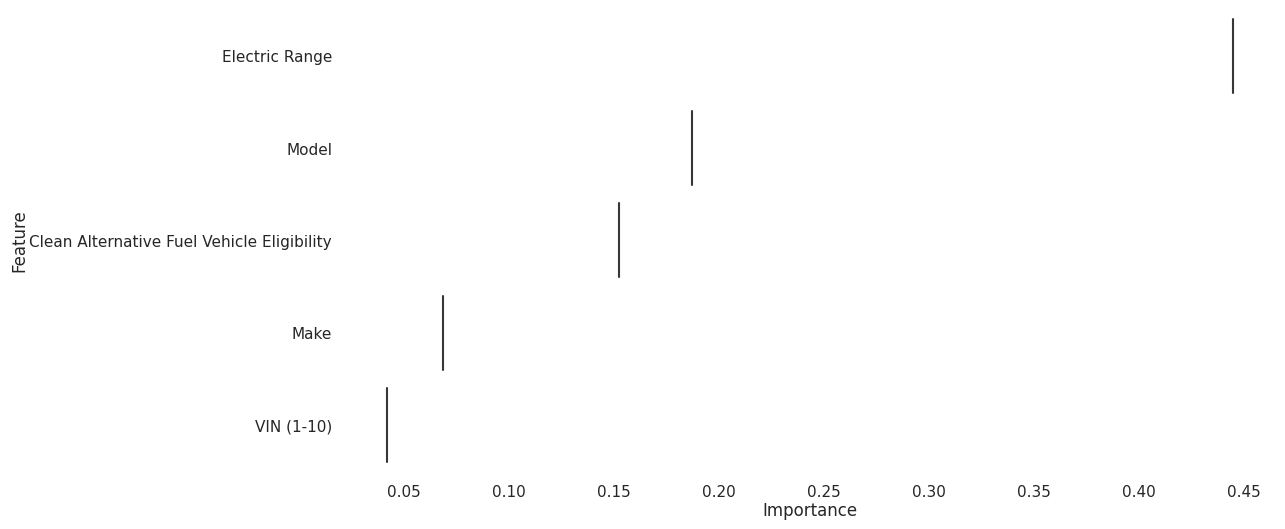 Electric Range
Model
Clean Alternative Fuel Vehicle Eligibility
Make
VIN (1-10)
Feature
0.05 0.10 0.15 0.20 0.25 0.30 0.35 0.40 0.45
Importance